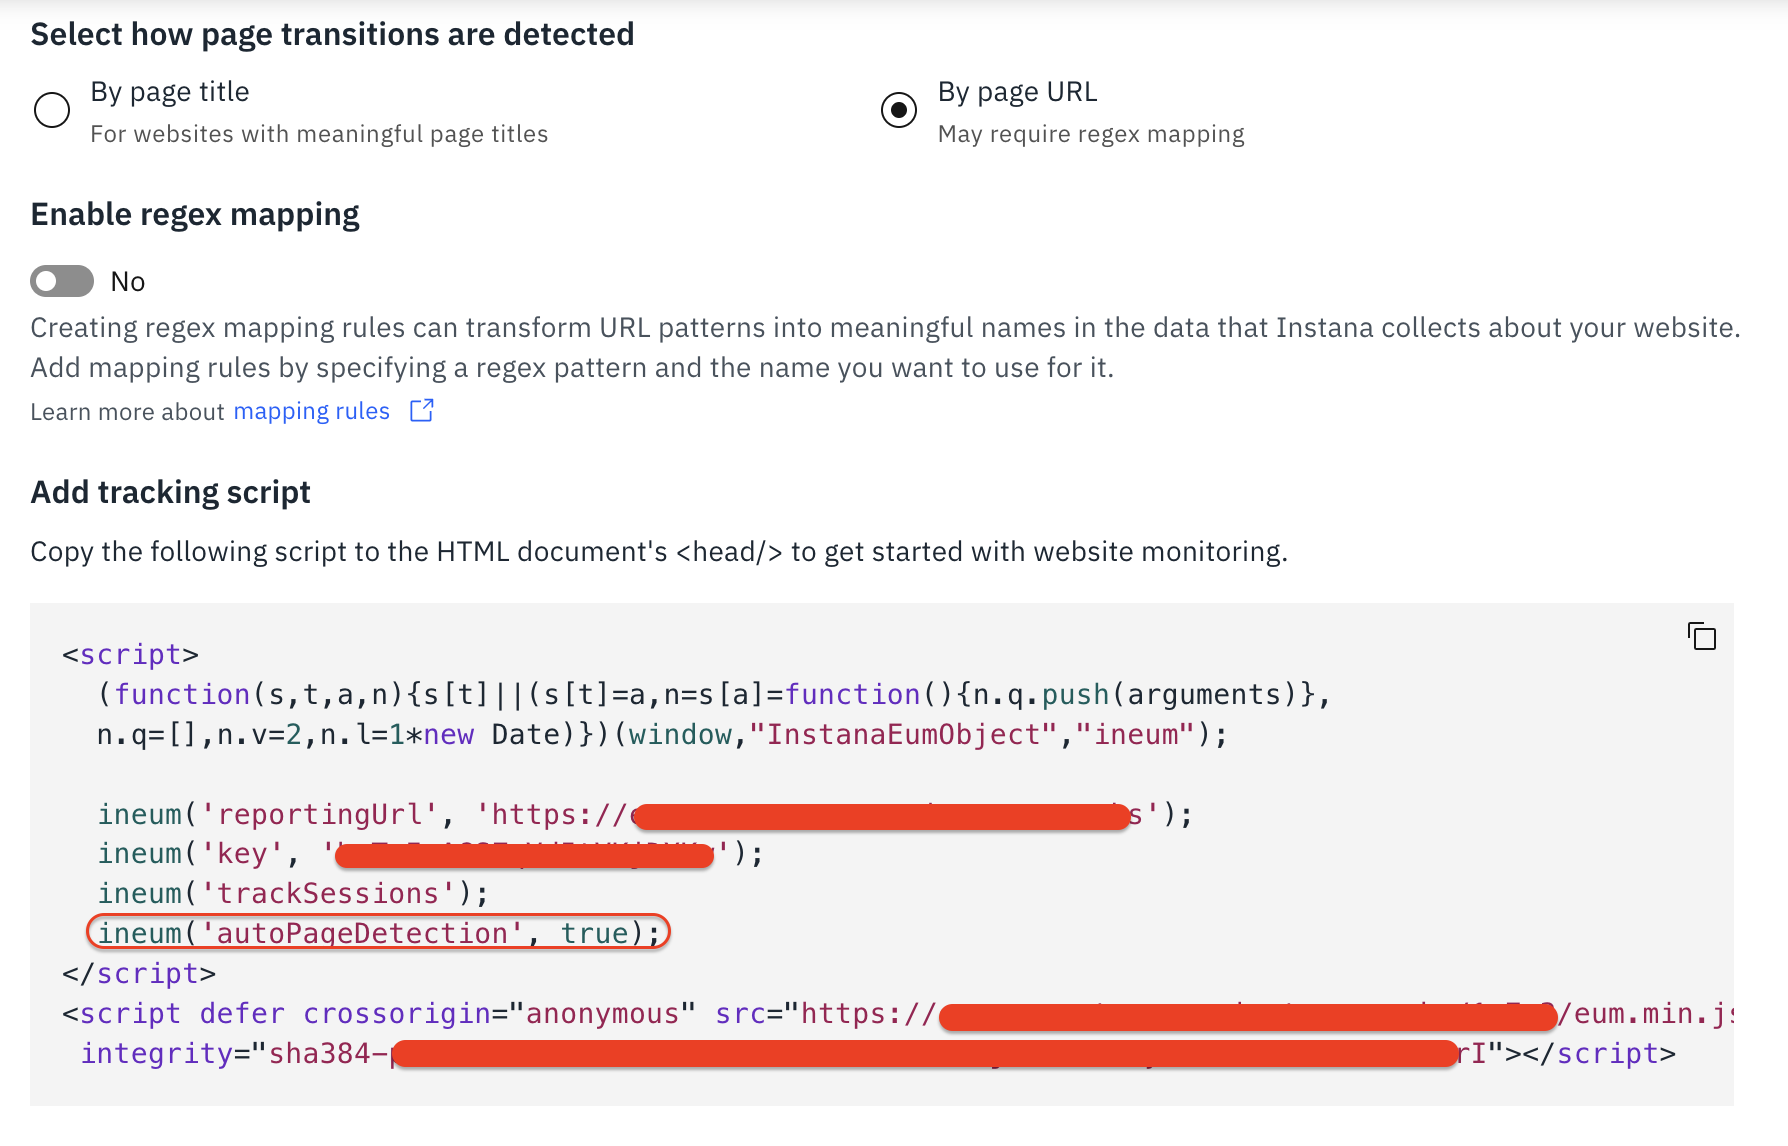 Select how page transitions are detected
By page title
For websites with meaningful page titles
By page URL
May require regex mapping
Enable regex mapping
No
Creating regex mapping rules can transform URL patterns into meaningful names in the data that Instana collects about your website.
Add mapping rules by specifying a regex pattern and the name you want to use for it.
Learn more about mapping rules
Add tracking script
Copy the following script to the HTML document's <head/> to get started with website monitoring.
<script>
(function(s,t,a,n){s[t]||(s[t]=a,n=s[a]=function(){n.q.push(arguments)},
n.q=[],n.v=2,n.l=1*new Date)})(window,"InstanaEumObject","ineum");
ineum('reportingUrl', 'https:// s');
ineum('key', ' ');
ineum('trackSessions');
ineum('autoPageDetection', true);
</script>
<script defer crossorigin="anonymous" src="https:// /eum.min.js
integrity="sha384- rI"></script>